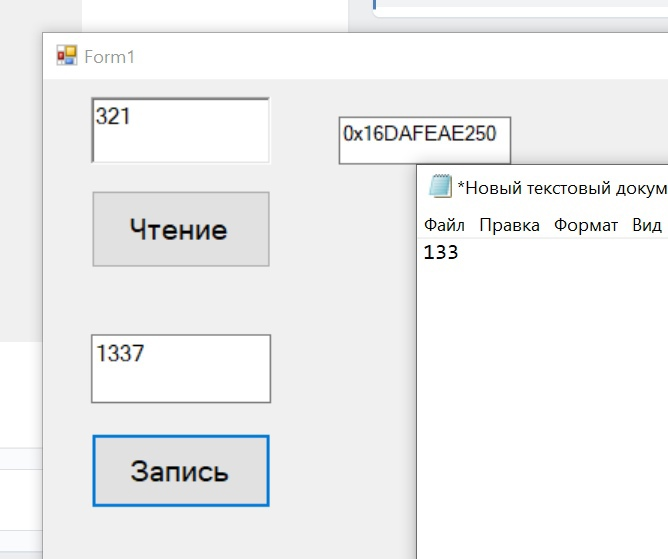 Form1
321
0x16DAFEAE250
Чтение
*Новый текстовый докум
Файл Правка Формат Вид
133
1337
Запись